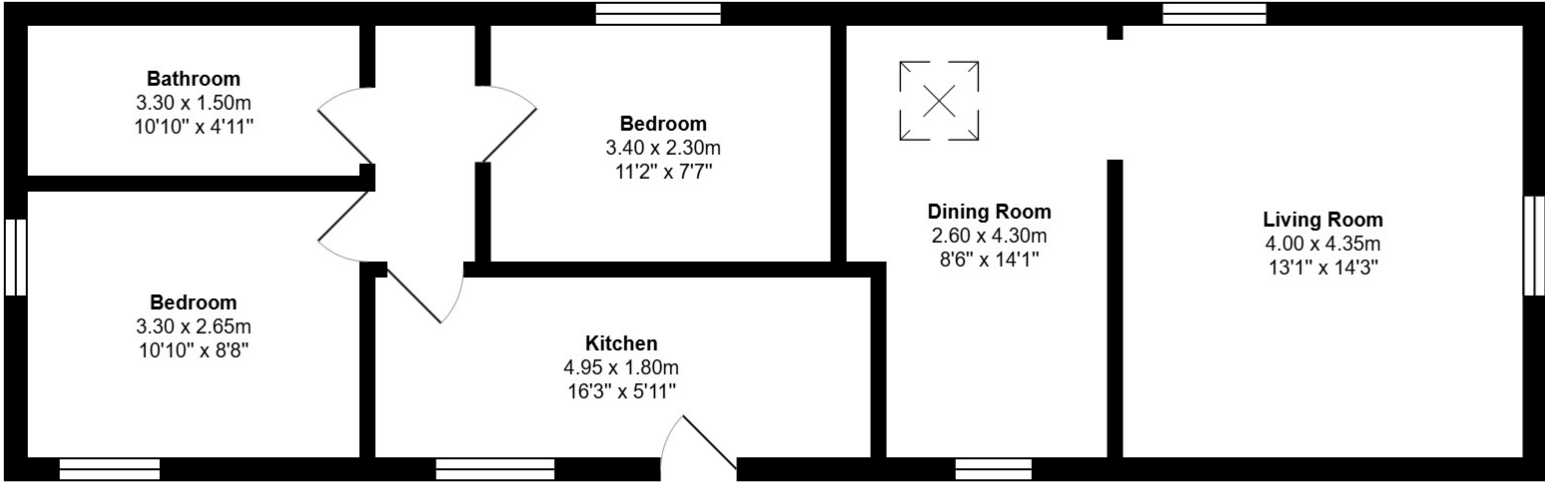 Bathroom
3.30 x 1.50m
10'10" x 4'11"
Bedroom
3.40 x 2.30m
11'2" x 7'7"
Dining Room
2.60 x 4.30m
8'6" x 14'1"
Living Room
4.00 x 4.35m
13'1" x 14'3"
Bedroom
3.30 x 2.65m
10'10" x 8'8"
Kitchen
4.95 x 1.80m
16'3" x 5'11"